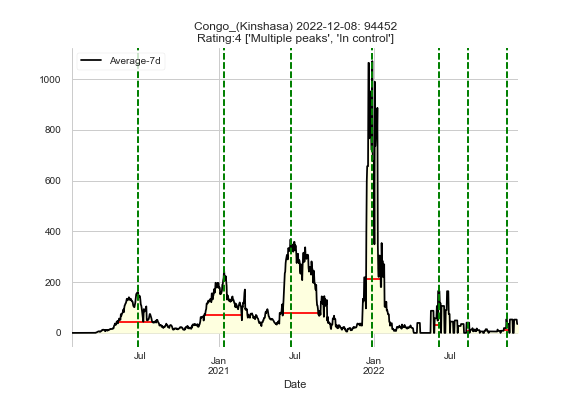 Congo_(Kinshasa) 2022-12-08: 94452
Rating:4 ['Multiple peaks', 'In control']
Average-7d
1000
800
600
400
200
0
Jul
Jan
2021
Jul
Jan
2022
Jul
Date